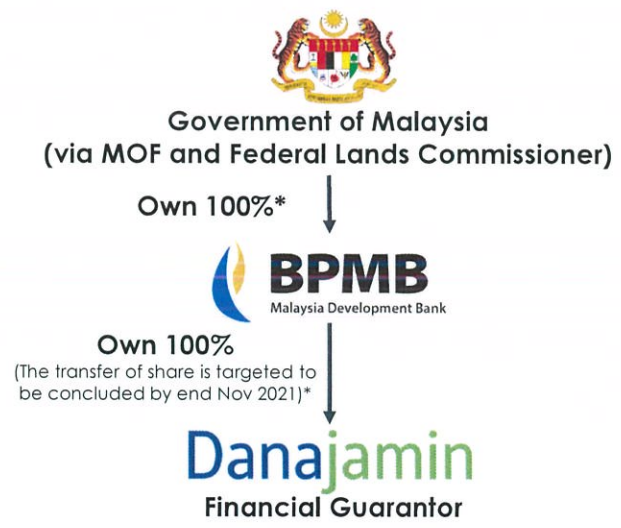 Government of Malaysia
(via MOF and Federal Lands Commissioner)
Own 100%*
BPMB
Malaysia Development Bank
Own 100%
(The transfer of share is targeted to
be concluded by end Nov 2021)*
Danajamin
Financial Guarantor